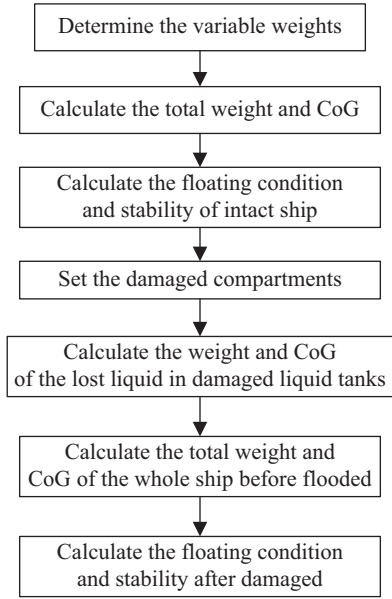 Determine the variable weights
Calculate the total weight and CoG
Calculate the floating condition
and stability of intact ship
Set the damaged compartments
Calculate the weight and CoG
of the lost liquid in damaged liquid tanks
Calculate the total weight and
CoG of the whole ship before flooded
Calculate the floating condition
and stability after damaged